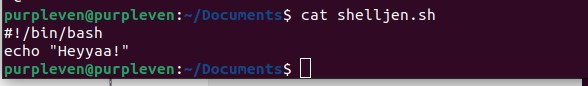 purpleven@purpleven:~/Documents$ cat shelljen.sh
#!/bin/bash
echo "Heyyaa!"
purpleven@purpleven:~/Documents$